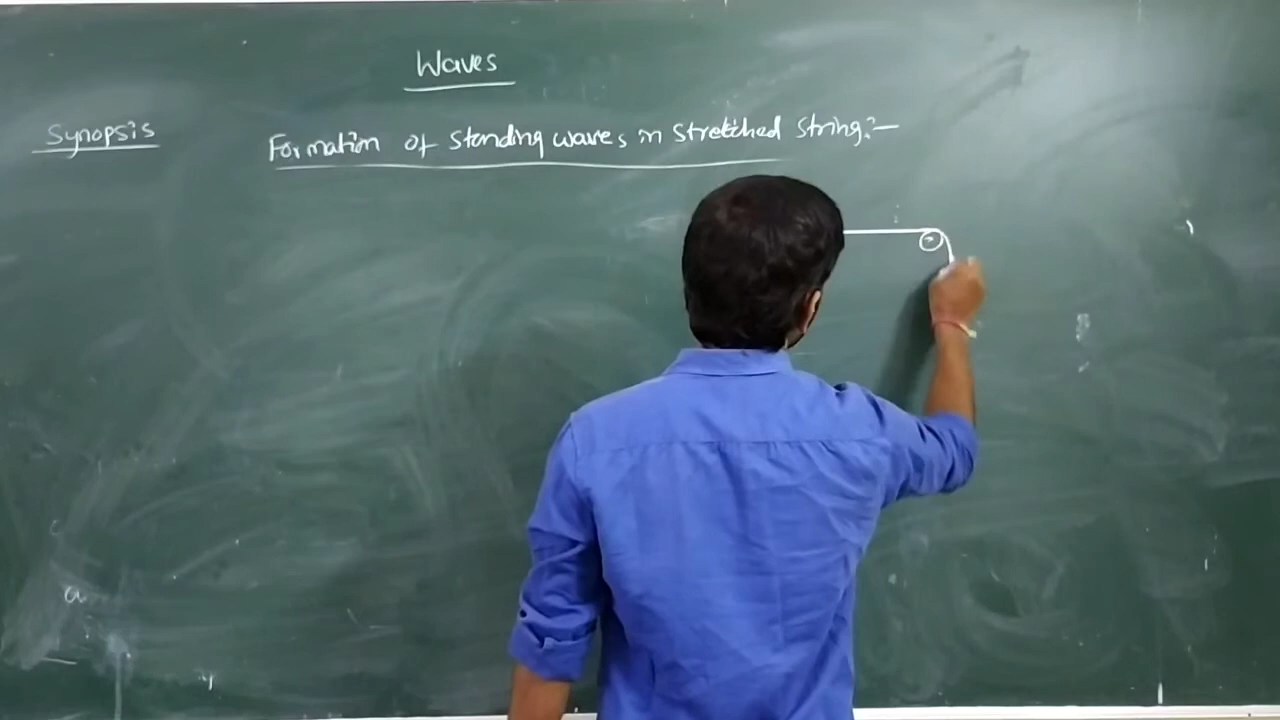 Waves
Synopsis
Formation of standing waves in stretched string:-
a